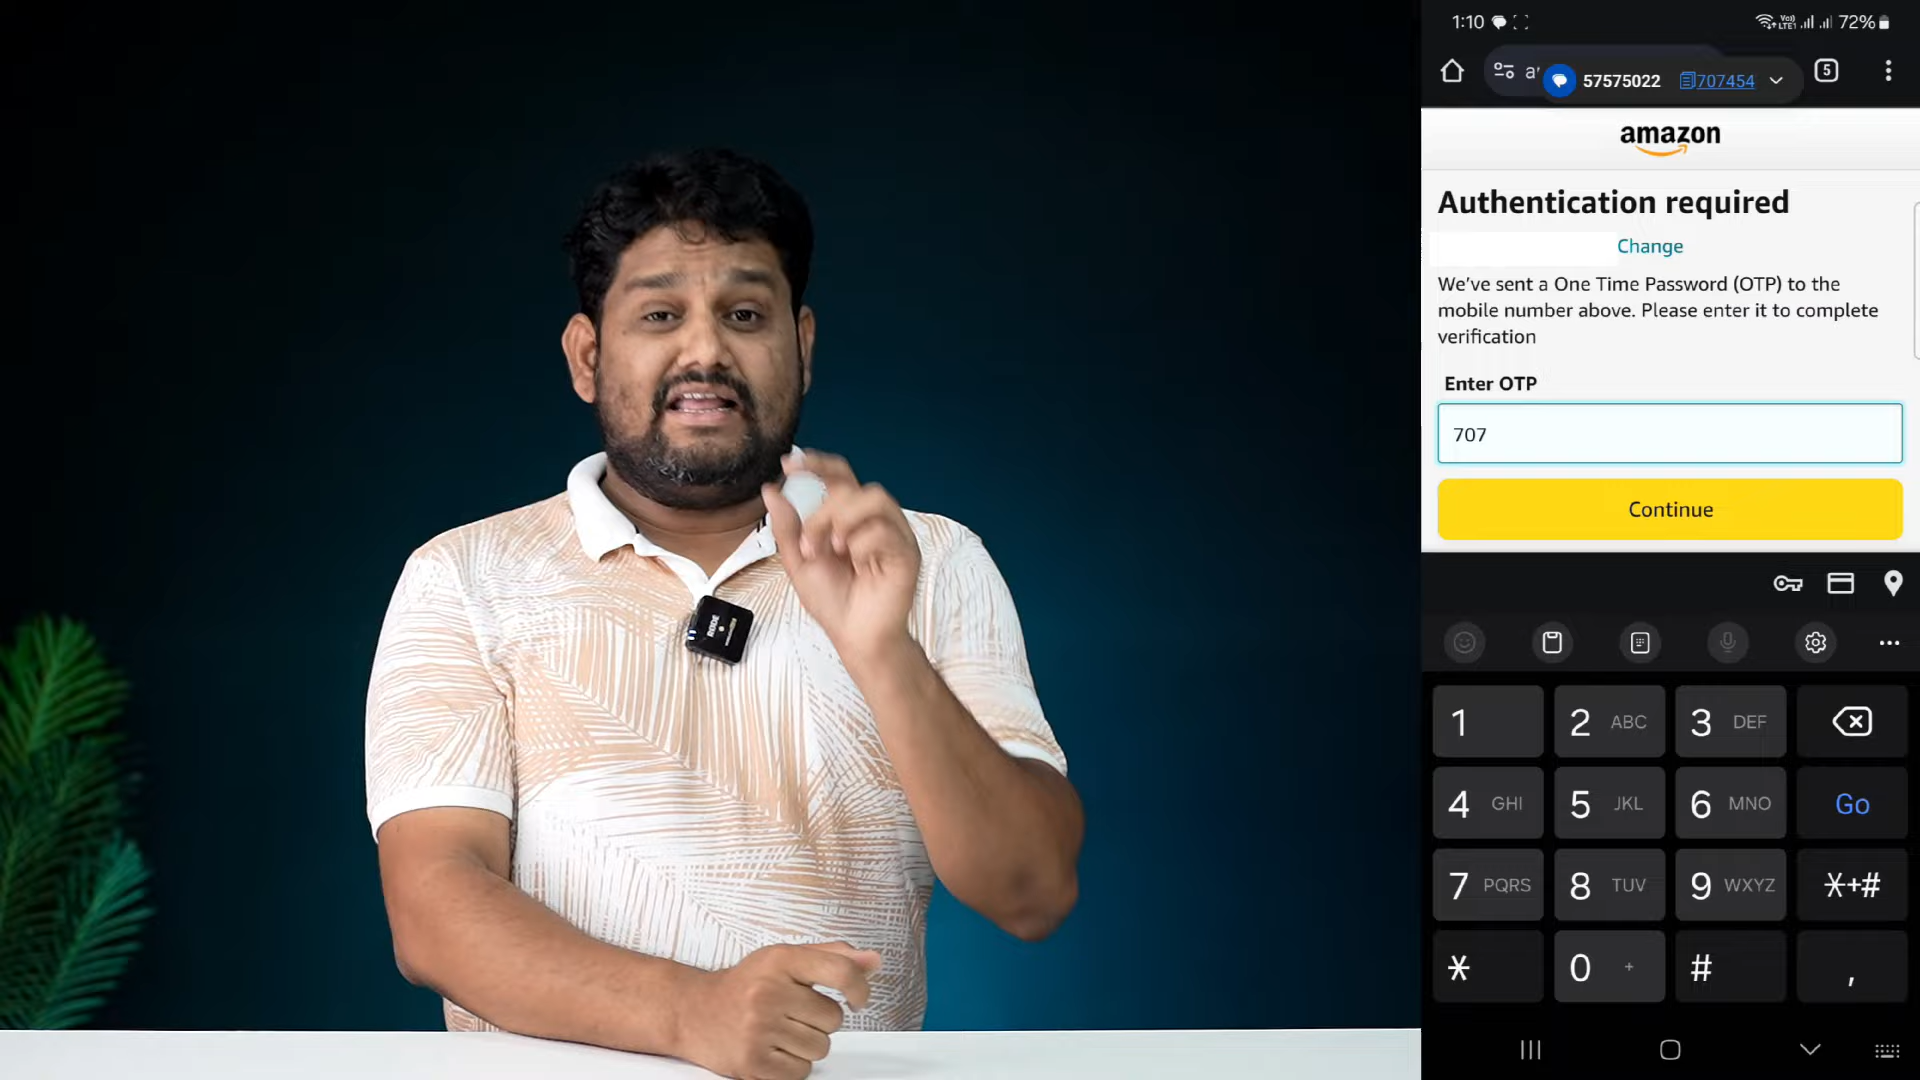 1:10
72%
57575022 707454
5
amazon
Authentication required
Change
We’ve sent a One Time Password (OTP) to the
mobile number above. Please enter it to complete
verification
Enter OTP
707
Continue
RØDE
1
2 ABC
3 DEF
4 GHI
5 JKL
6 MNO
Go
7 PQRS
8 TUV
9 WXYZ
*+#
*
0 +
#
,